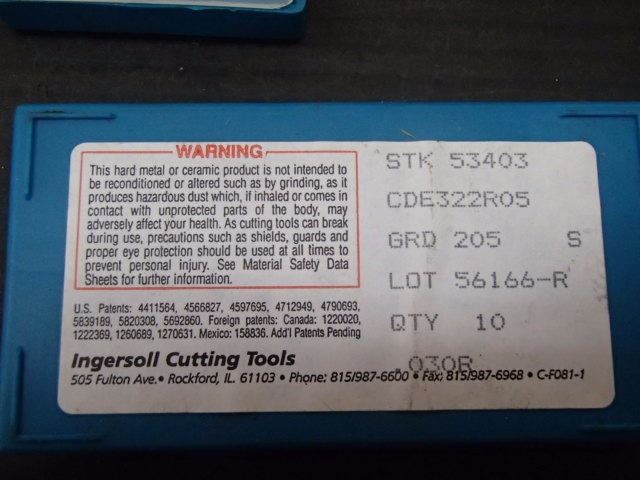 WARNING
This hard metal or ceramic product is not intended to
be reconditioned or altered such as by grinding, as it
produces hazardous dust which, if inhaled or comes in
contact with unprotected parts of the body, may
adversely affect your health. As cutting tools can break
during use, precautions such as shields, guards and
proper eye protection should be used at all times to
prevent personal injury. See Material Safety Data
Sheets for further information.
U.S. Patents: 4411564, 4566827, 4597695, 4712949, 4790693,
5839189, 5820308, 5692860. Foreign patents: Canada: 1220020,
1222369, 1260689, 1270631. Mexico: 158836. Add'l Patents Pending
Ingersoll Cutting Tools
505 Fulton Ave. • Rockford, IL. 61103 • Phone: 815/987-6600 • Fax: 815/987-6968 • C-F081-1
STK 53403
CDE322R05
GRD 205 S
LOT 56166-R
QTY 10
.030R